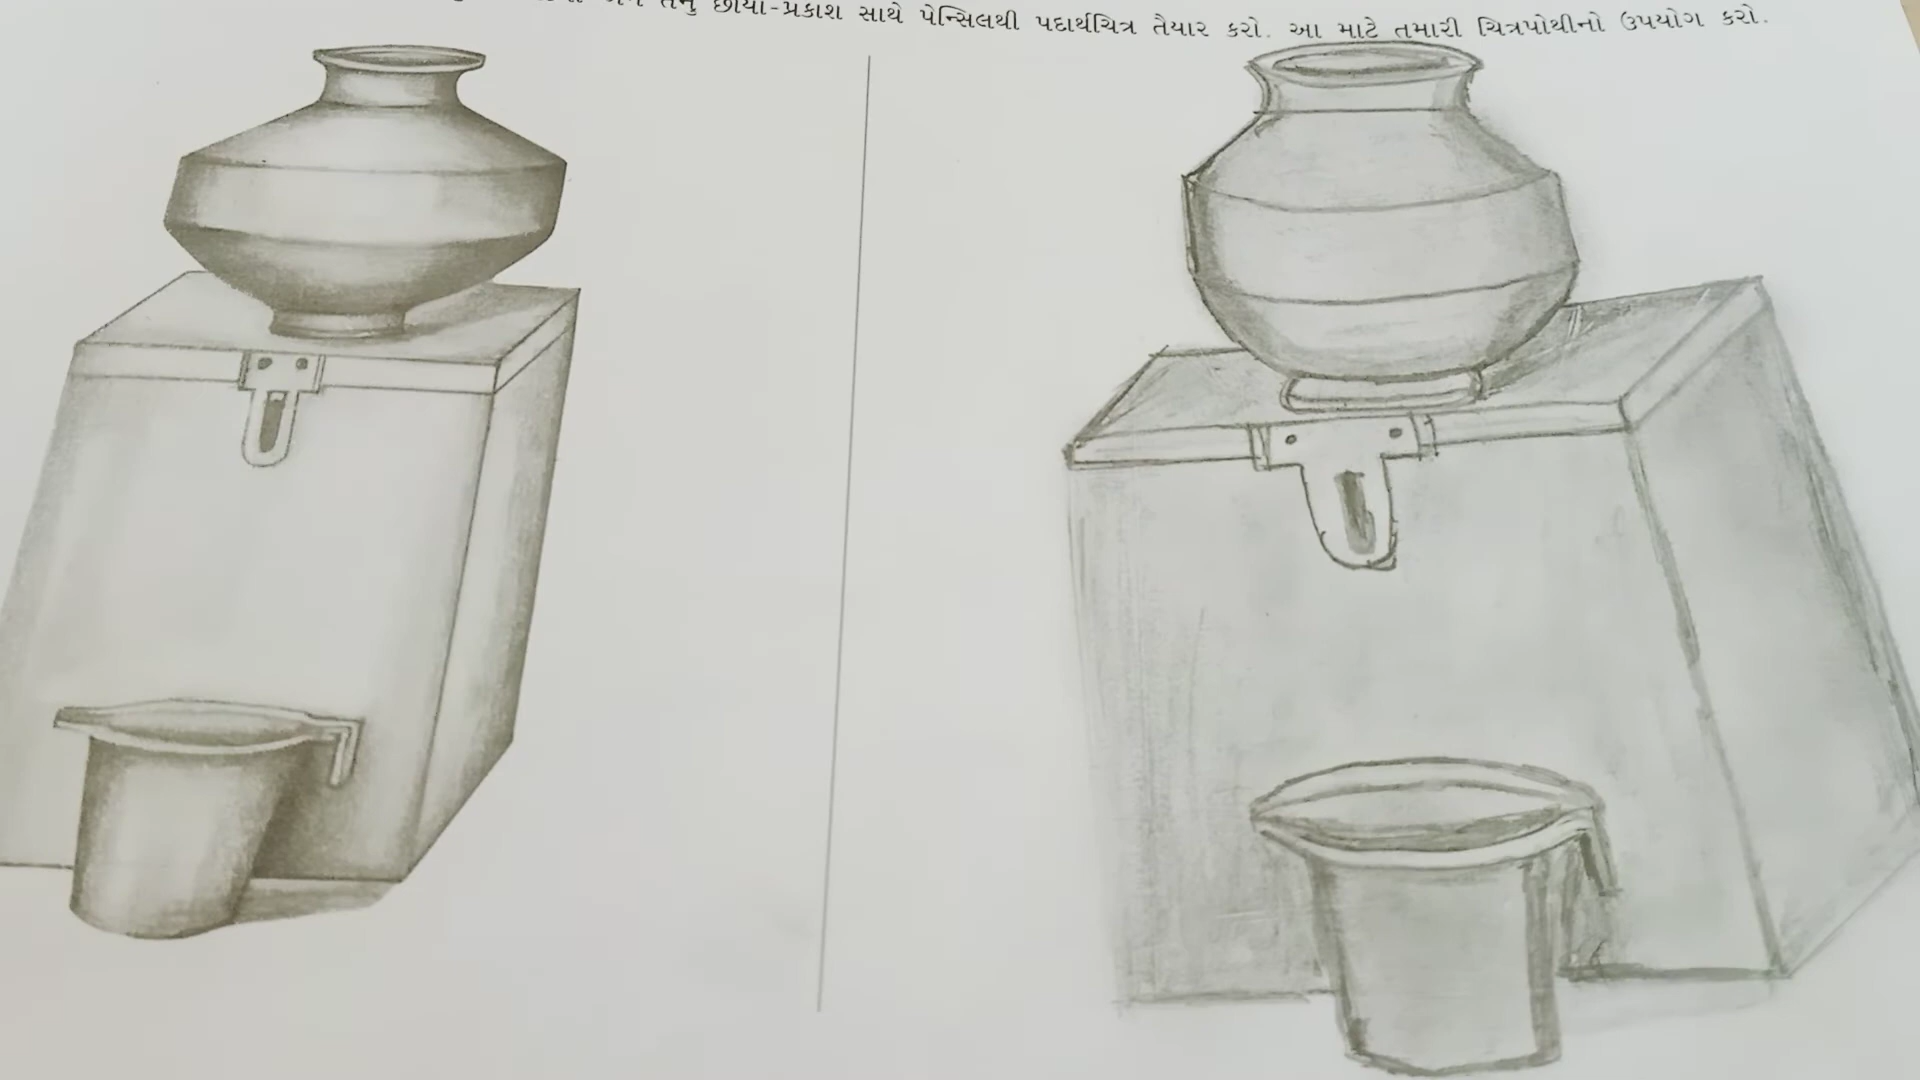 તેનું છાયા-પ્રકાશ સાથે પેન્સિલથી પદાર્થચિત્ર તૈયાર કરો. આ માટે તમારી ચિત્રપોથીનો ઉપયોગ કરો.